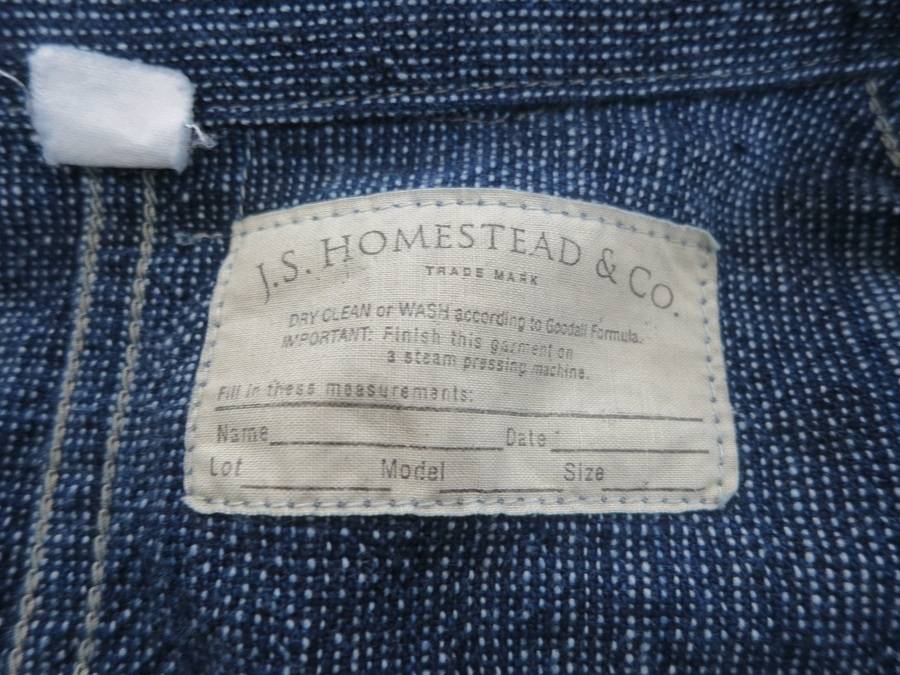 J.S. HOMESTEAD & CO.
TRADE MARK
DRY CLEAN or WASH according to Goodall Formula.
IMPORTANT: Finish this garment on
a steam pressing machine.
Fill in these measurements:
Name Date
Lot Model Size